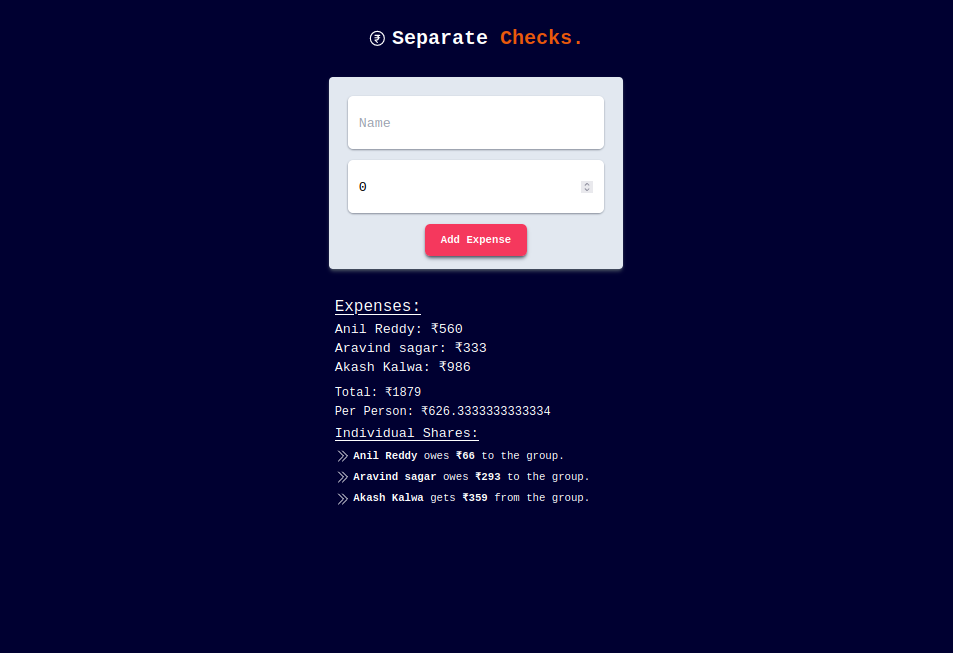 Separate Checks.
Name
0
Add Expense
Expenses:
Anil Reddy: ₹560
Aravind sagar: ₹333
Akash Kalwa: ₹986
Total: ₹1879
Per Person: ₹626.3333333333334
Individual Shares:
Anil Reddy owes ₹66 to the group.
Aravind sagar owes ₹293 to the group.
Akash Kalwa gets ₹359 from the group.